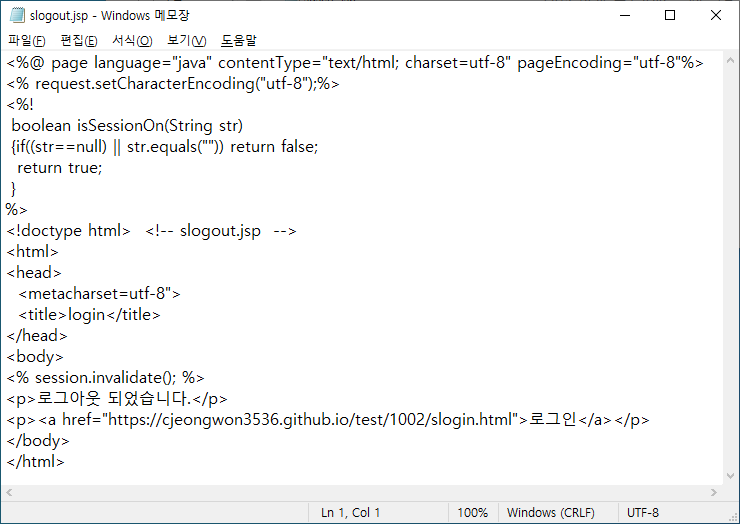 slogout.jsp - Windows 메모장
파일(F) 편집(E) 서식(O) 보기(V) 도움말
<%@ page language="java" contentType="text/html; charset=utf-8" pageEncoding="utf-8"%>
<% request.setCharacterEncoding("utf-8");%>
<%!
 boolean isSessionOn(String str)
 {if((str==null) || str.equals("")) return false;
  return true;
 }
%>
<!doctype html>  <!-- slogout.jsp  -->
<html>
<head>
  <metacharset=utf-8">
  <title>login</title>
</head>
<body>
<% session.invalidate(); %>
<p>로그아웃 되었습니다.</p>
<p><a href="https://cjeongwon3536.github.io/test/1002/slogin.html">로그인</a></p>
</body>
</html>
Ln 1, Col 1 100% Windows (CRLF) UTF-8